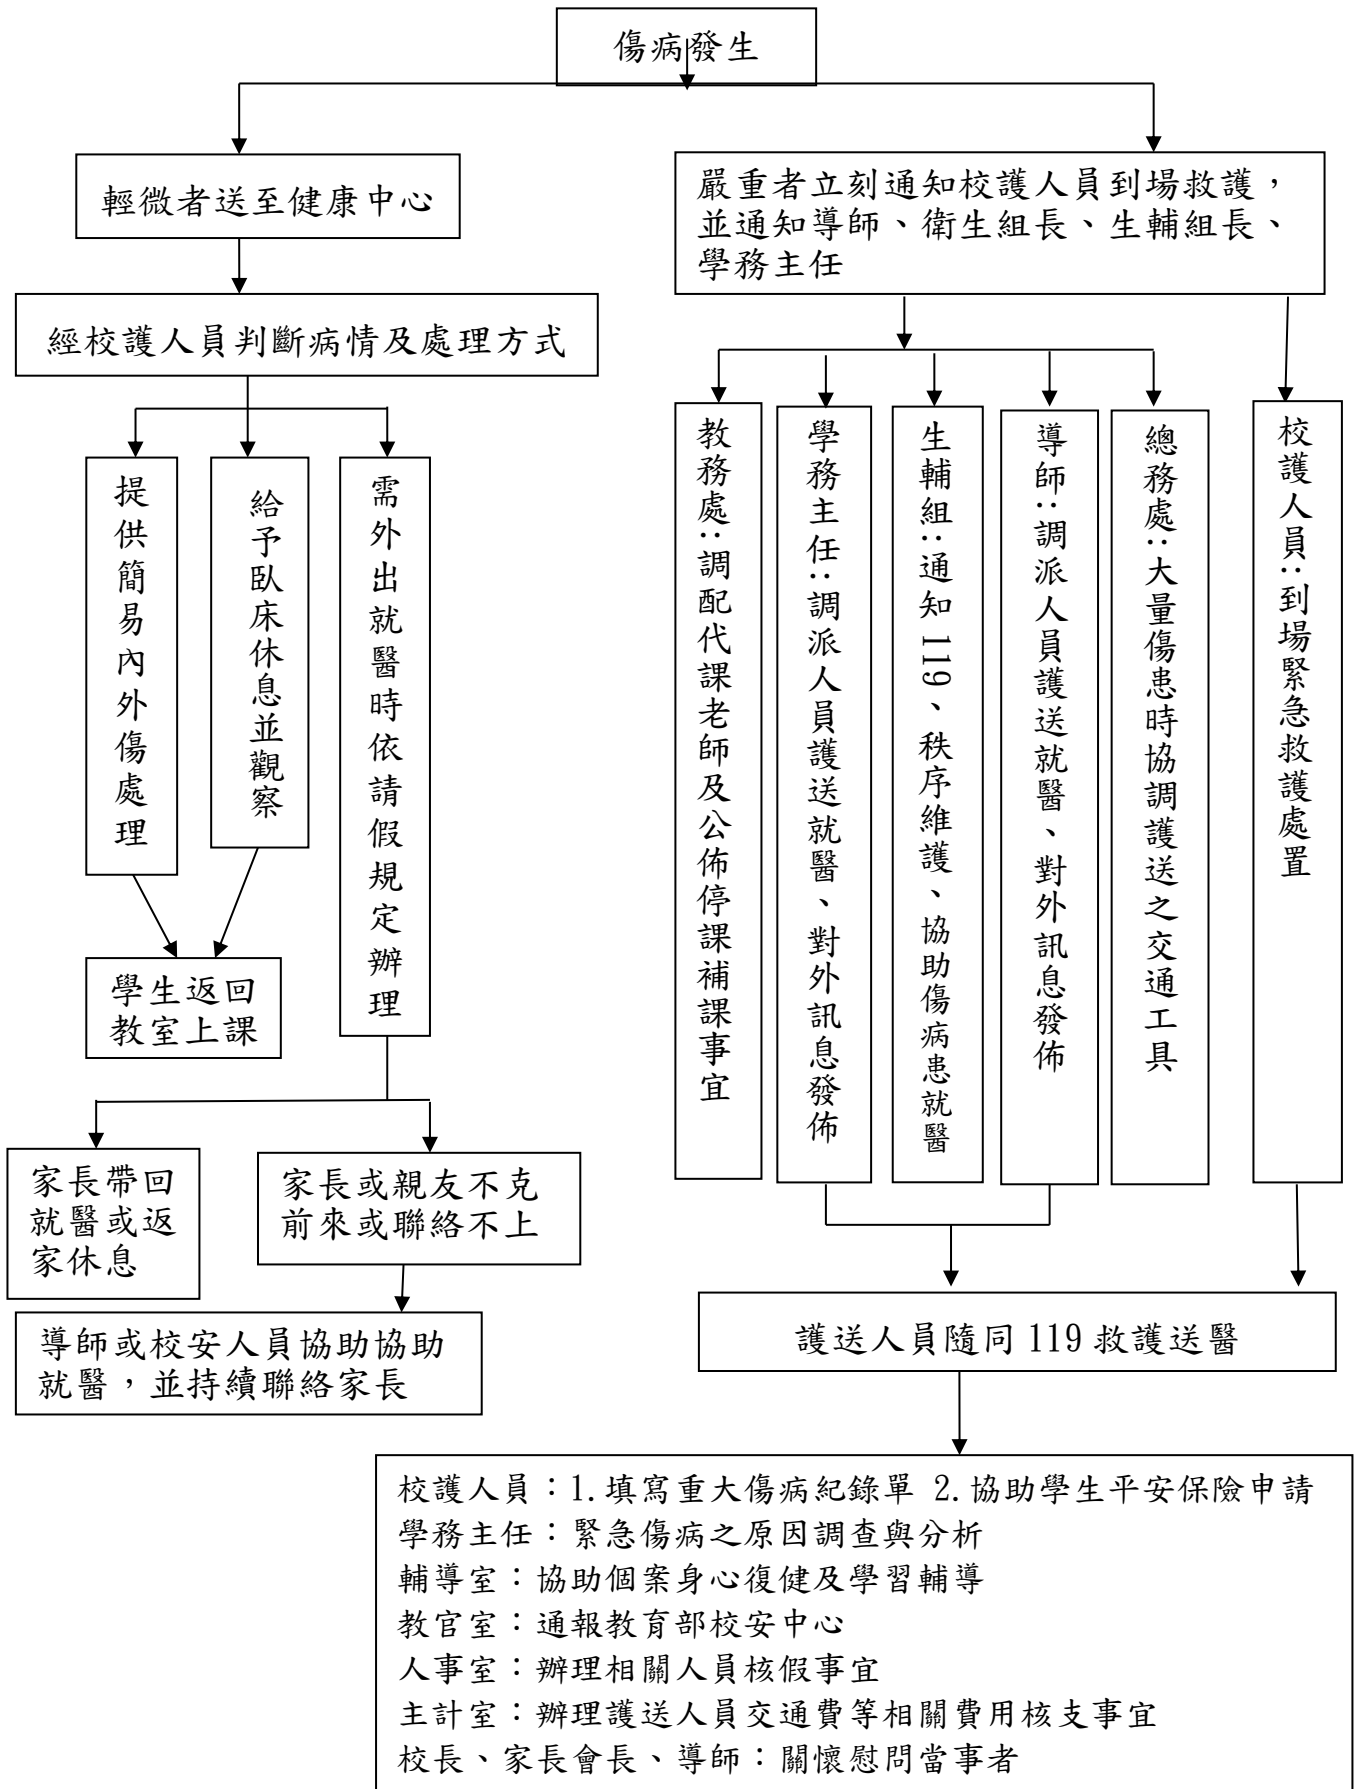 傷病發生
輕微者送至健康中心
嚴重者立刻通知校護人員到場救護，
並通知導師、衛生組長、生輔組長、
學務主任
經校護人員判斷病情及處理方式
提供簡易內外傷處理
給予臥床休息並觀察
需外出就醫時依請假規定辦理
教務處：調配代課老師及公佈停課補課事宜
學務主任：調派人員護送就醫、對外訊息發佈
生輔組：通知 119、秩序維護、協助傷病患就醫
導師：調派人員護送就醫、對外訊息發佈
總務處：大量傷患時協調護送之交通工具
校護人員：到場緊急救護處置
學生返回
教室上課
家長帶回
就醫或返
家休息
家長或親友不克
前來或聯絡不上
導師或校安人員協助協助
就醫，並持續聯絡家長
護送人員隨同 119 救護送醫
校護人員：1.填寫重大傷病紀錄單 2.協助學生平安保險申請
學務主任：緊急傷病之原因調查與分析
輔導室：協助個案身心復健及學習輔導
教官室：通報教育部校安中心
人事室：辦理相關人員核假事宜
主計室：辦理護送人員交通費等相關費用核支事宜
校長、家長會長、導師：關懷慰問當事者